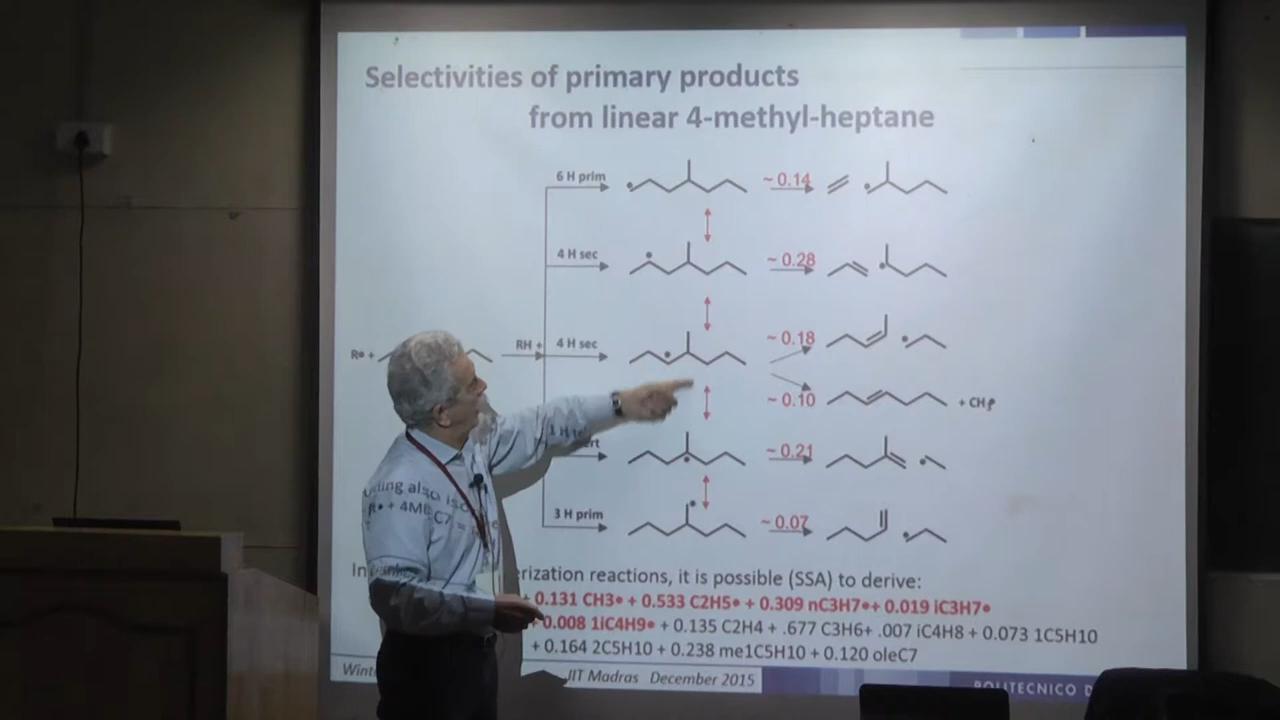 Selectivities of primary products
from linear 4-methyl-heptane
6 H prim
~ 0.14
4 H sec
~ 0.28
R• +
RH +
4 H sec
~ 0.18
~ 0.10
+ CH3•
~ 0.21
3 H prim
~ 0.07
erization reactions, it is possible (SSA) to derive:
+ 0.131 CH3• + 0.533 C2H5• + 0.309 nC3H7•+ 0.019 iC3H7•
+ 0.008 1iC4H9• + 0.135 C2H4 + .677 C3H6+ .007 iC4H8 + 0.073 1C5H10
+ 0.164 2C5H10 + 0.238 me1C5H10 + 0.120 oleC7
IIT Madras December 2015
POLITECNICO